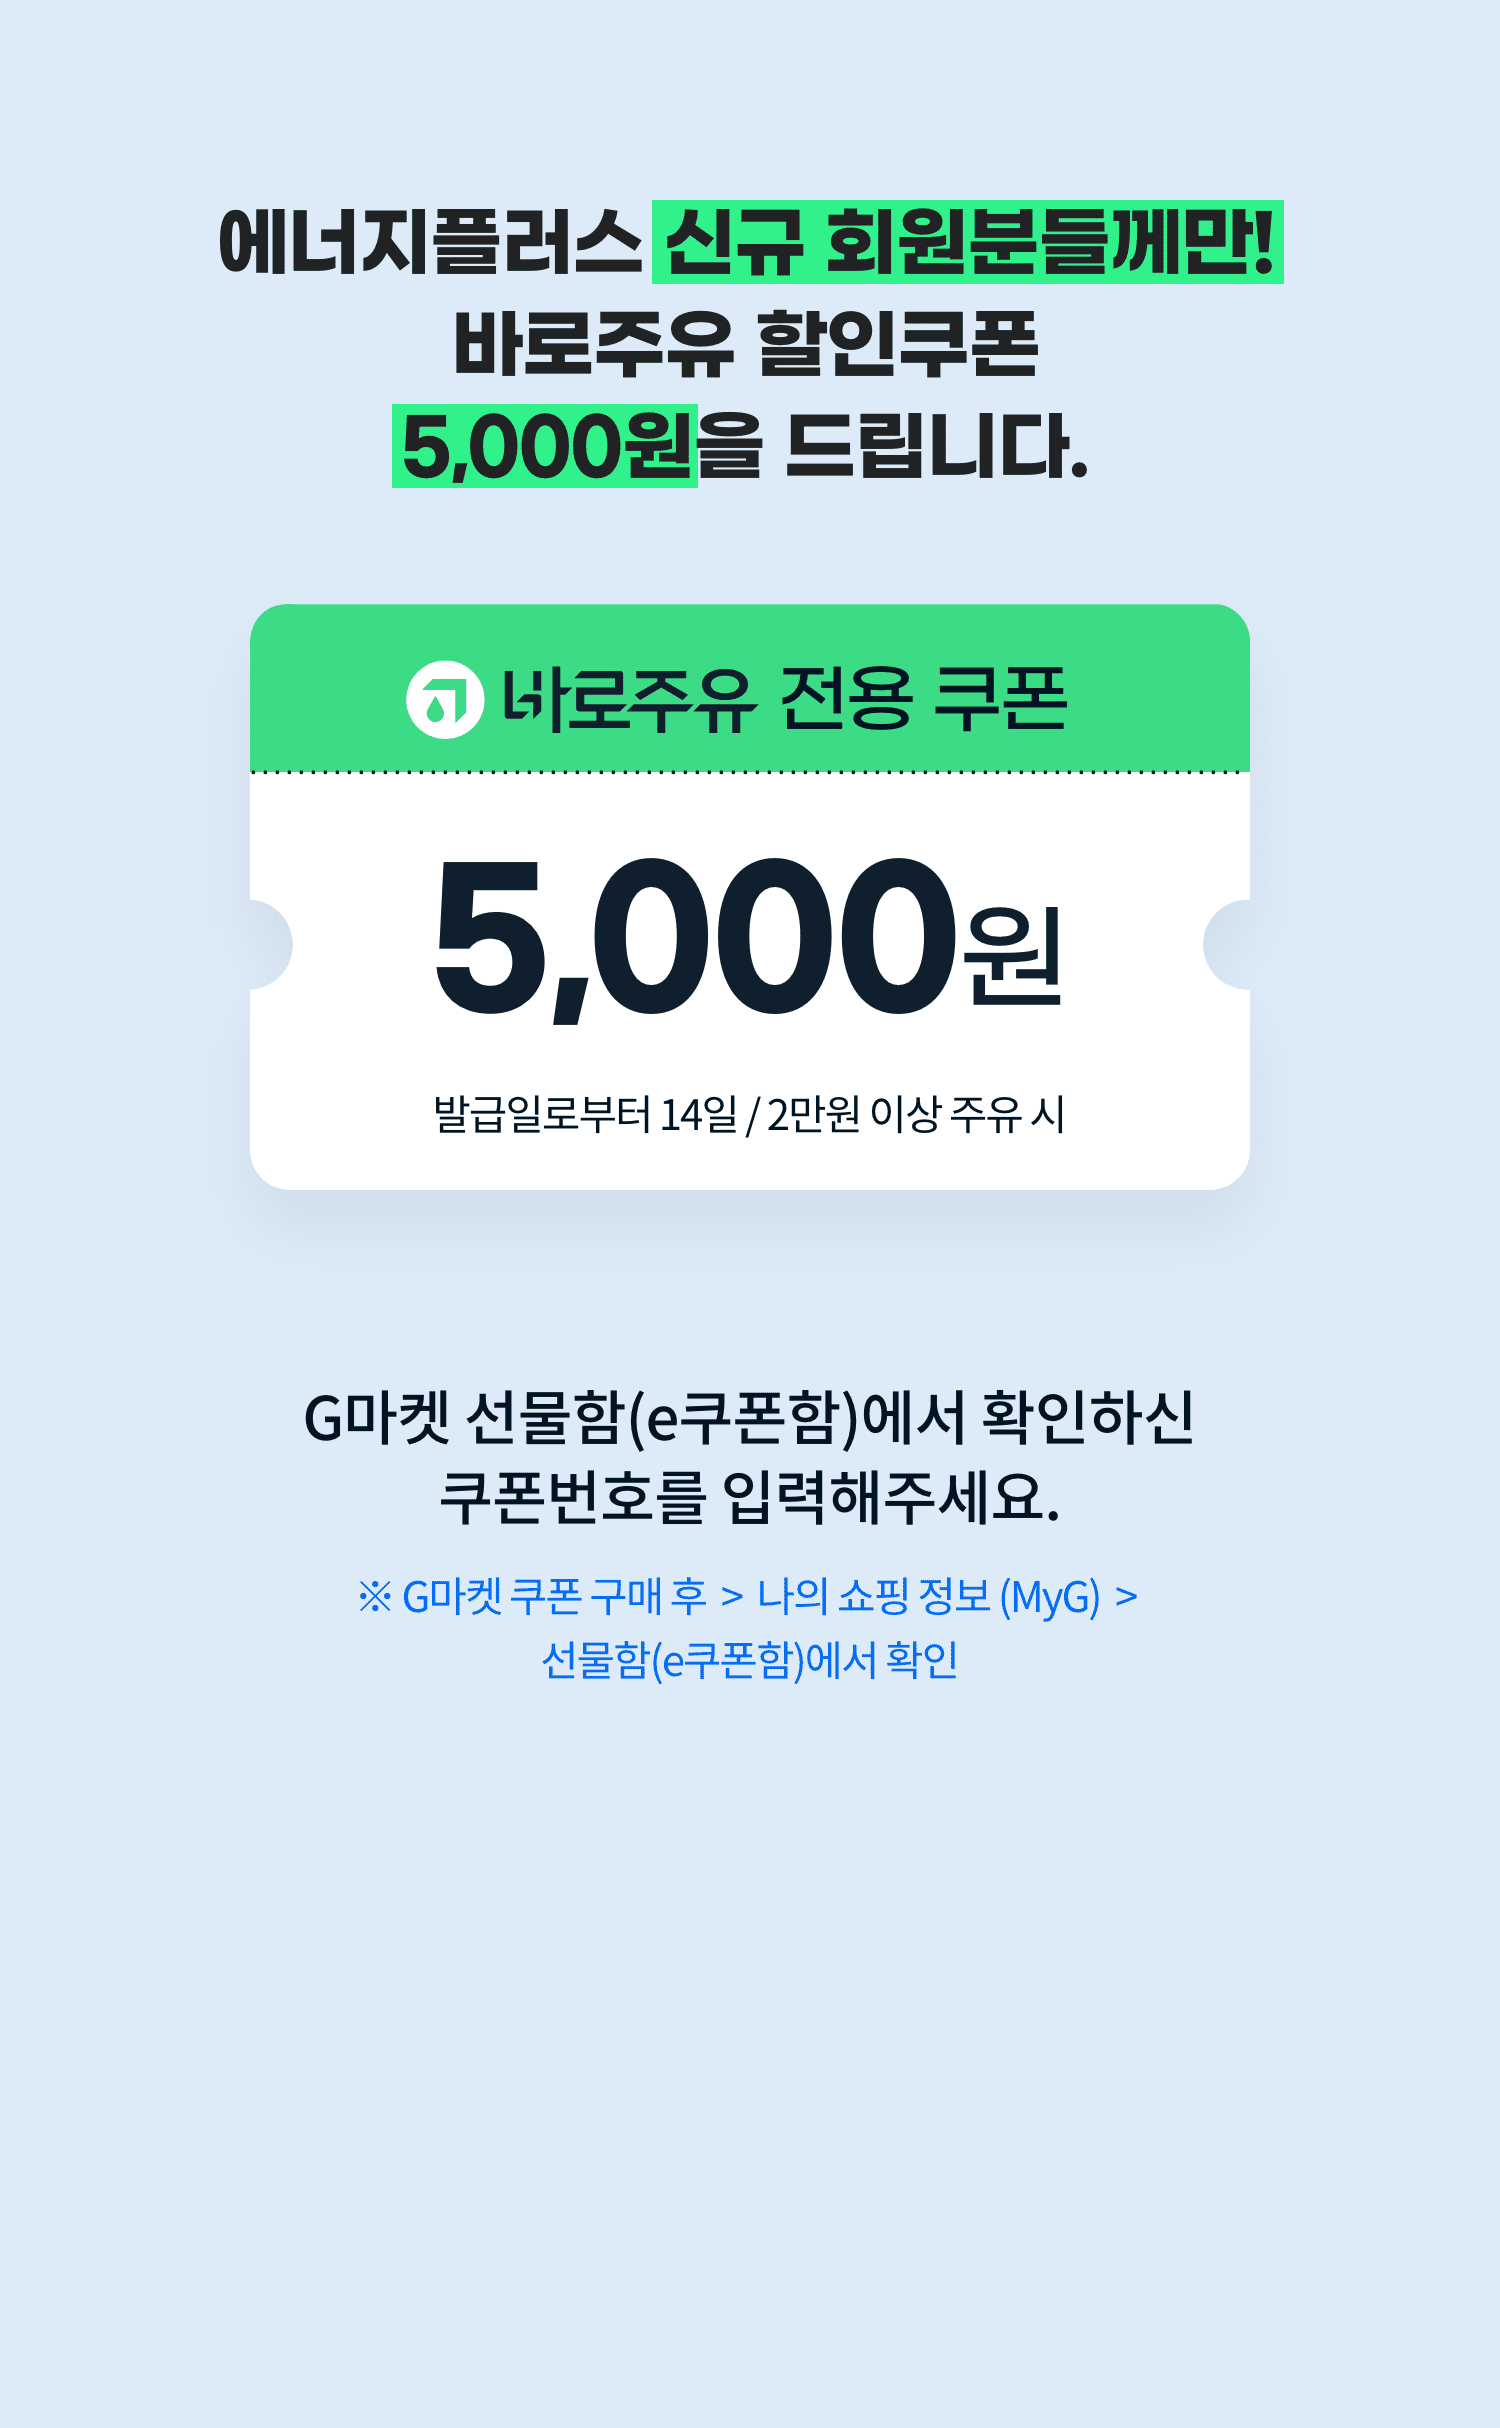 에너지플러스 신규 회원분들께만!
바로주유 할인쿠폰
5,000원을 드립니다.
바로주유 전용 쿠폰
5,000원
발급일로부터 14일 / 2만원 이상 주유 시
G마켓 선물함(e쿠폰함)에서 확인하신
쿠폰번호를 입력해주세요.
※ G마켓 쿠폰 구매 후 > 나의 쇼핑 정보 (MyG) >
선물함(e쿠폰함)에서 확인